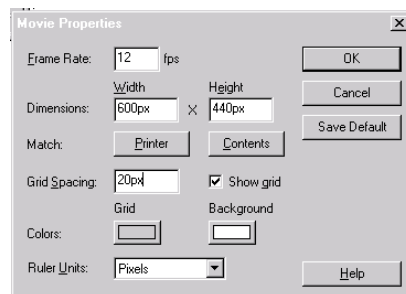 Movie Properties
Frame Rate: 12 fps OK
Width Height
Dimensions: 600px × 440px Cancel
Save Default
Match: Printer Contents
Grid Spacing: 20px Show grid
Grid Background
Colors:
Ruler Units: Pixels Help